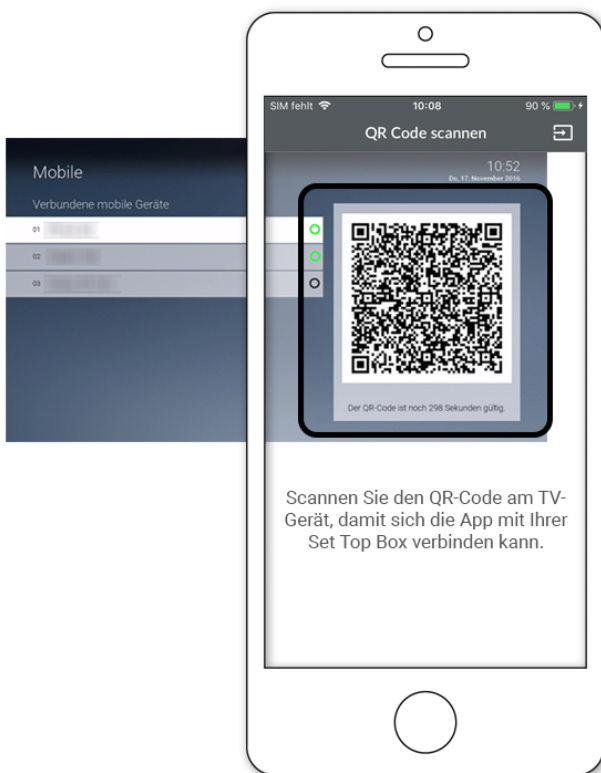 SIM fehlt 10:08 90 %
QR Code scannen
Mobile
10:52
Do, 17. November 2016
Verbundene mobile Geräte
01
02
03
Der QR-Code ist noch 298 Sekunden gültig.
Scannen Sie den QR-Code am TV-
Gerät, damit sich die App mit Ihrer
Set Top Box verbinden kann.